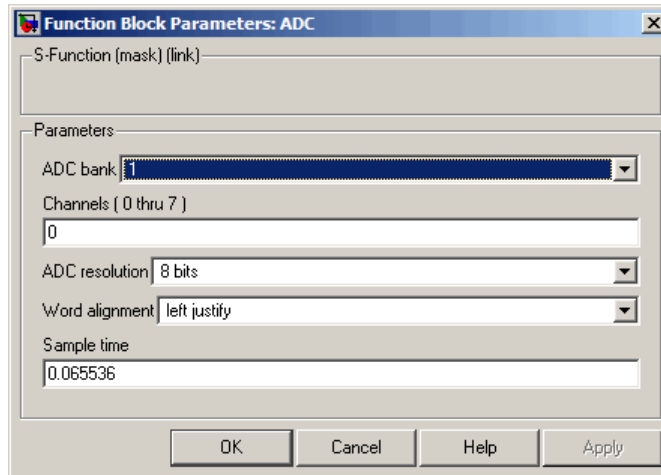 Function Block Parameters: ADC
S-Function (mask) (link)
Parameters
ADC bank 1
Channels ( 0 thru 7 )
0
ADC resolution 8 bits
Word alignment left justify
Sample time
0.065536
OK Cancel Help Apply